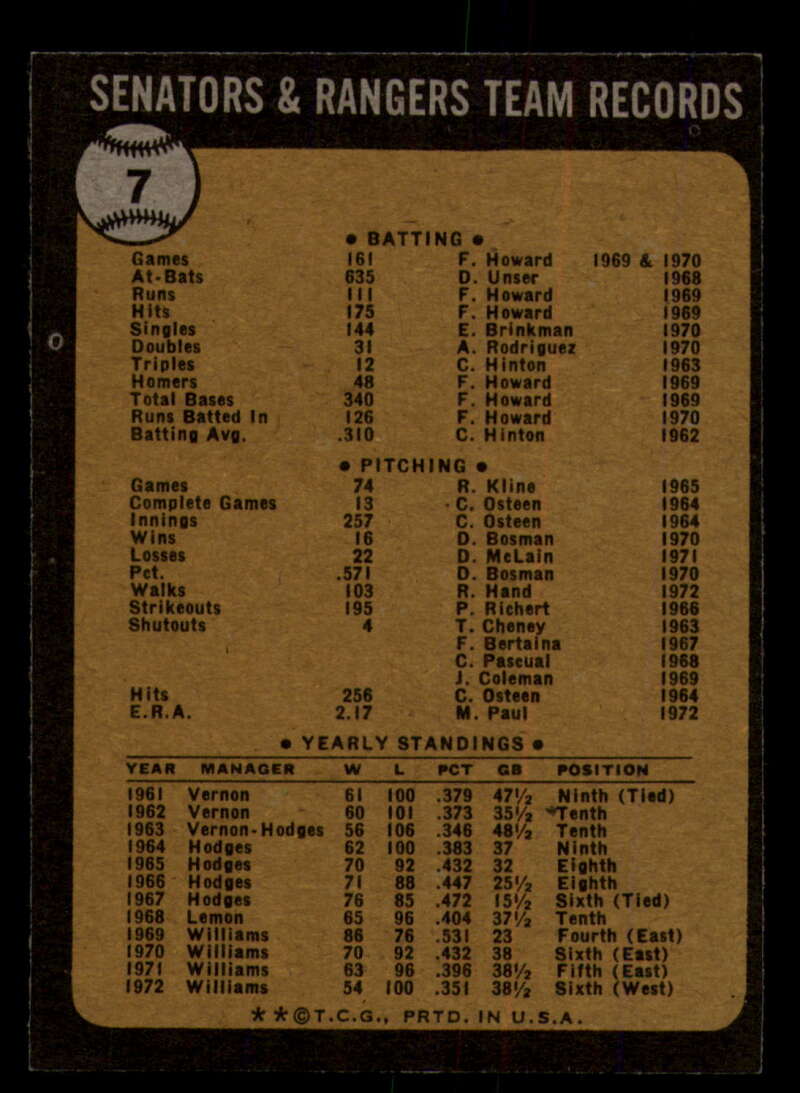 SENATORS & RANGERS TEAM RECORDS
7
• BATTING •
Games 161 F. Howard 1969 & 1970
At-Bats 635 D. Unser 1968
Runs 111 F. Howard 1969
Hits 175 F. Howard 1969
Singles 144 E. Brinkman 1970
Doubles 31 A. Rodriguez 1970
Triples 12 C. Hinton 1963
Homers 48 F. Howard 1969
Total Bases 340 F. Howard 1969
Runs Batted In 126 F. Howard 1970
Batting Avg. .310 C. Hinton 1962
• PITCHING •
Games 74 R. Kline 1965
Complete Games 13 C. Osteen 1964
Innings 257 C. Osteen 1964
Wins 16 D. Bosman 1970
Losses 22 D. McLain 1971
Pct. .571 D. Bosman 1970
Walks 103 R. Hand 1972
Strikeouts 195 P. Richert 1966
Shutouts 4 T. Cheney 1963
F. Bertaina 1967
C. Pascual 1968
J. Coleman 1969
Hits 256 C. Osteen 1964
E.R.A. 2.17 M. Paul 1972
• YEARLY STANDINGS •
YEAR MANAGER W L PCT GB POSITION
1961 Vernon 61 100 .379 47½ Ninth (Tied)
1962 Vernon 60 101 .373 35½ Tenth
1963 Vernon-Hodges 56 106 .346 48½ Tenth
1964 Hodges 62 100 .383 37 Ninth
1965 Hodges 70 92 .432 32 Eighth
1966 Hodges 71 88 .447 25½ Eighth
1967 Hodges 76 85 .472 15½ Sixth (Tied)
1968 Lemon 65 96 .404 37½ Tenth
1969 Williams 86 76 .531 23 Fourth (East)
1970 Williams 70 92 .432 38 Sixth (East)
1971 Williams 63 96 .396 38½ Fifth (East)
1972 Williams 54 100 .351 38½ Sixth (West)
★★©T.C.G., PRTD. IN U.S.A.